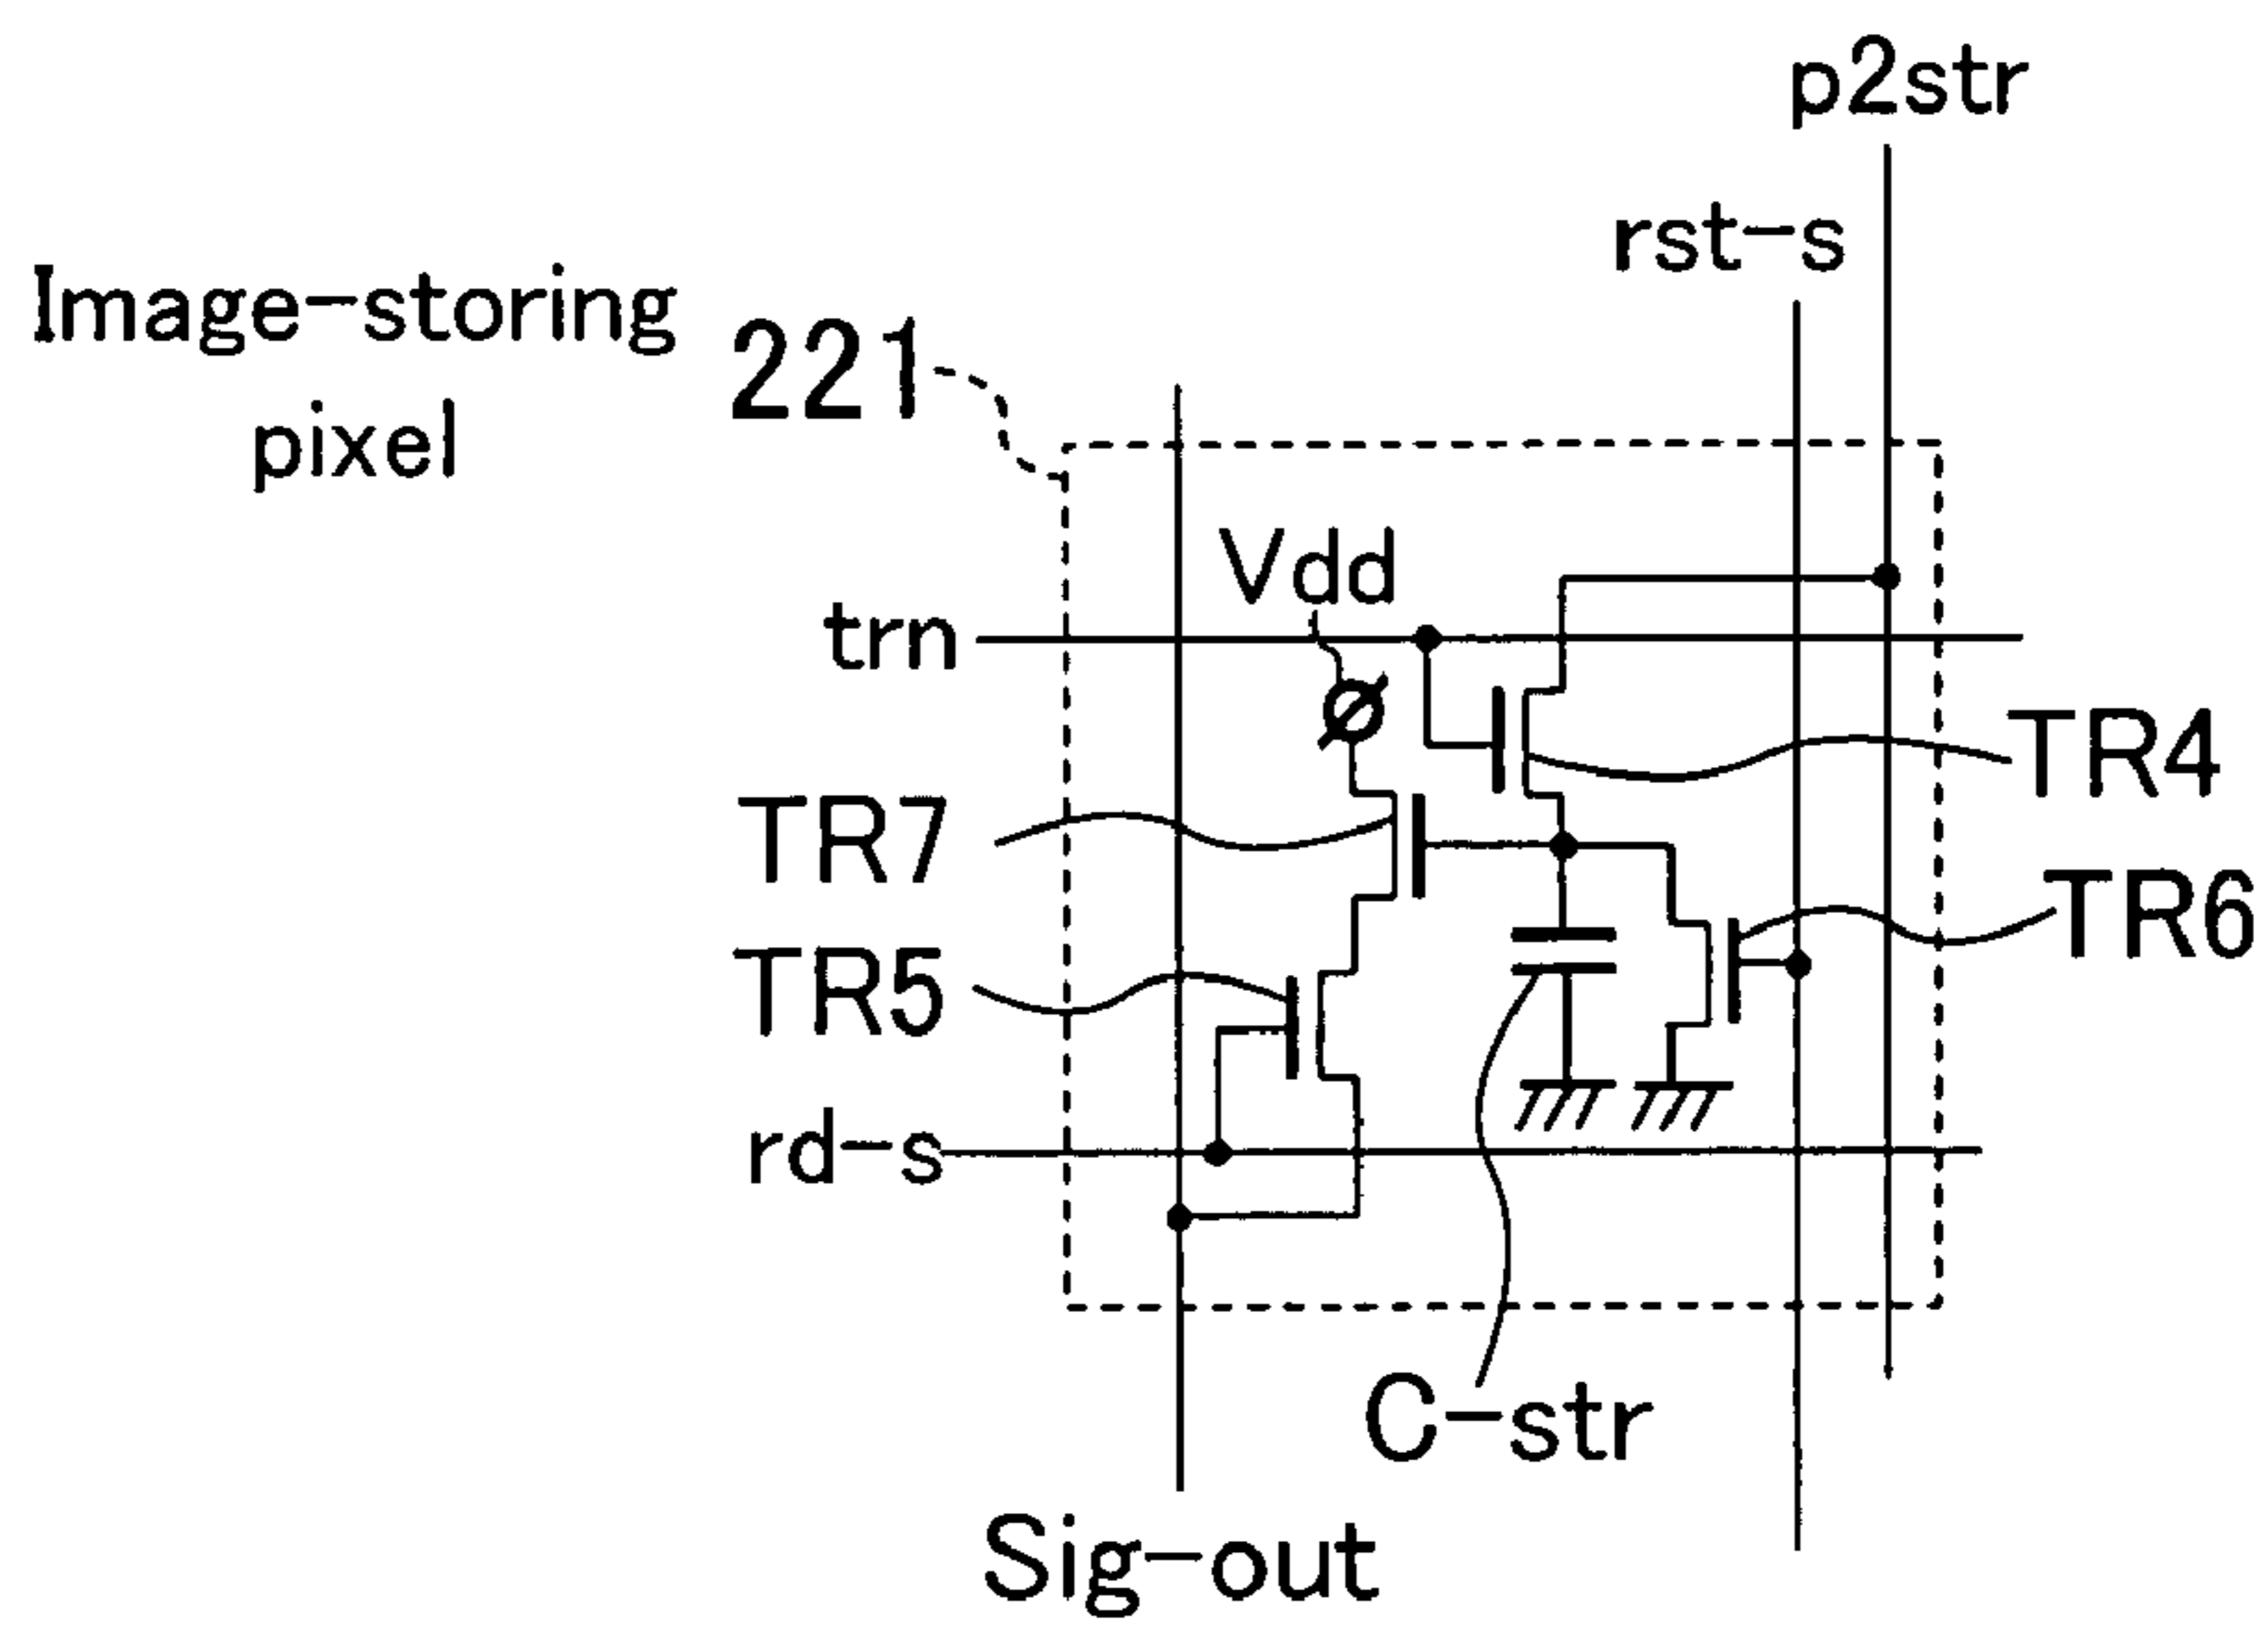 p2str
rst-s
Image-storing
pixel
221
Vdd
trn
TR4
TR7
TR6
TR5
rd-s
C-str
Sig-out